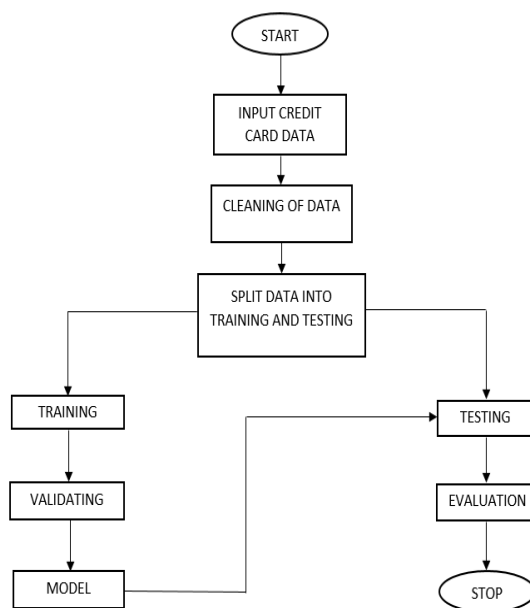 START
INPUT CREDIT
CARD DATA
CLEANING OF DATA
SPLIT DATA INTO
TRAINING AND TESTING
TRAINING
TESTING
VALIDATING
EVALUATION
MODEL
STOP